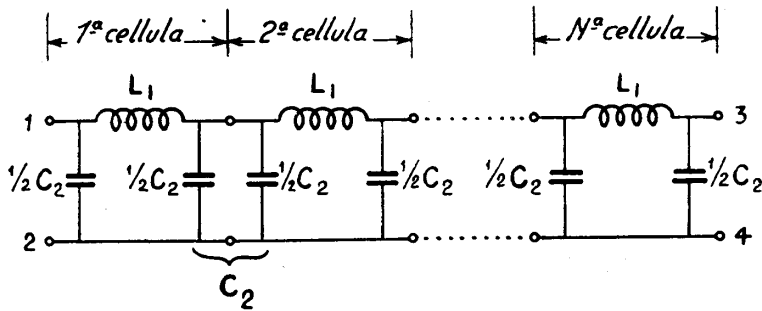 1ª cellula 2ª cellula Nª cellula
L₁ L₁ L₁
1 3
½C₂ ½C₂ ½C₂ ½C₂ ½C₂ ½C₂
2 4
C₂